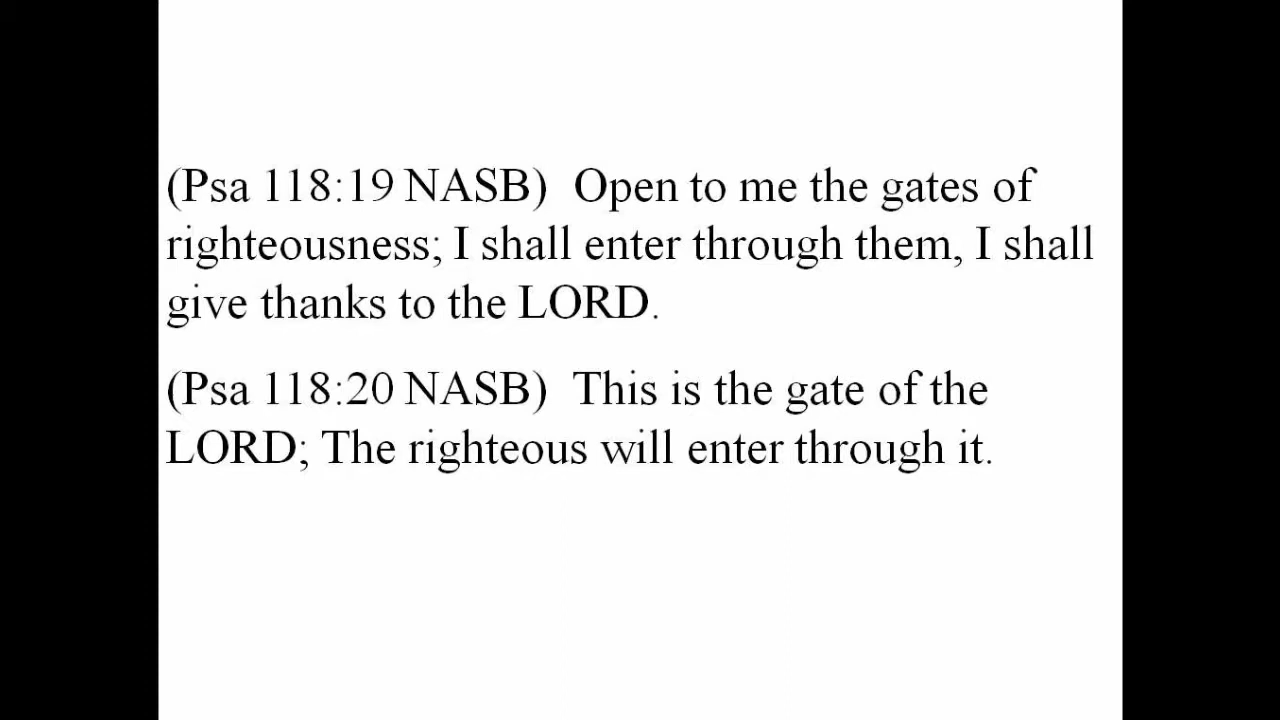 (Psa 118:19 NASB)  Open to me the gates of
righteousness; I shall enter through them, I shall
give thanks to the LORD.
(Psa 118:20 NASB)  This is the gate of the
LORD; The righteous will enter through it.